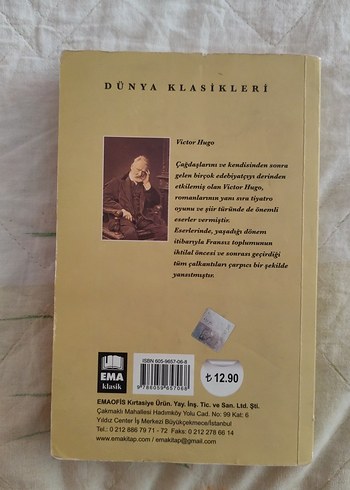 DÜNYA KLASİKLERİ
Victor Hugo
Çağdaşlarını ve kendisinden sonra
gelen birçok edebiyatçıyı derinden
etkilemiş olan Victor Hugo,
romanlarının yanı sıra tiyatro
oyunu ve şiir türünde de önemli
eserler vermiştir.
Eserlerinde, yaşadığı dönem
itibarıyla Fransız toplumunun
ihtilal öncesi ve sonrası geçirdiği
tüm çalkantıları çarpıcı bir şekilde
yansıtmıştır.
ISBN 605-9657-06-8
9 786059 657068
EMA
klasik
₺ 12.90
EMAOFİS Kırtasiye Ürün. Yay. İnş. Tic. ve San. Ltd. Şti.
Çakmaklı Mahallesi Hadımköy Yolu Cad. No: 99 Kat: 6
Yıldız Center İş Merkezi Büyükçekmece/İstanbul
Tel.: 0 212 886 79 71 - 72 Faks: 0 212 278 66 14
www.emakitap.com / emakitap@gmail.com